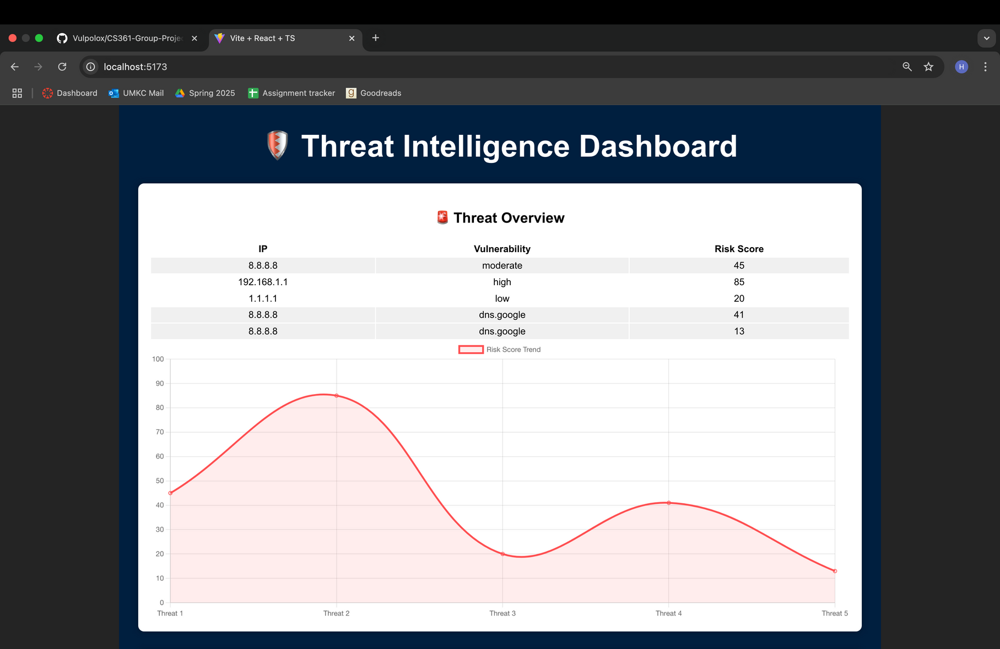 Vulpolox/CS361-Group-Proje
Vite + React + TS
localhost:5173
H
Dashboard
UMKC Mail
Spring 2025
Assignment tracker
Goodreads
Threat Intelligence Dashboard
Threat Overview
IP Vulnerability Risk Score
8.8.8.8 moderate 45
192.168.1.1 high 85
1.1.1.1 low 20
8.8.8.8 dns.google 41
8.8.8.8 dns.google 13
Risk Score Trend
100
90
80
70
60
50
40
30
20
10
0
Threat 1 Threat 2 Threat 3 Threat 4 Threat 5